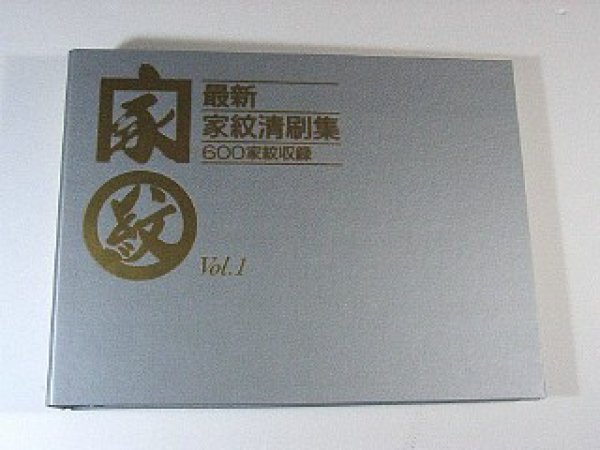 家
紋
最新
家紋清刷集
600家紋収録
Vol.1